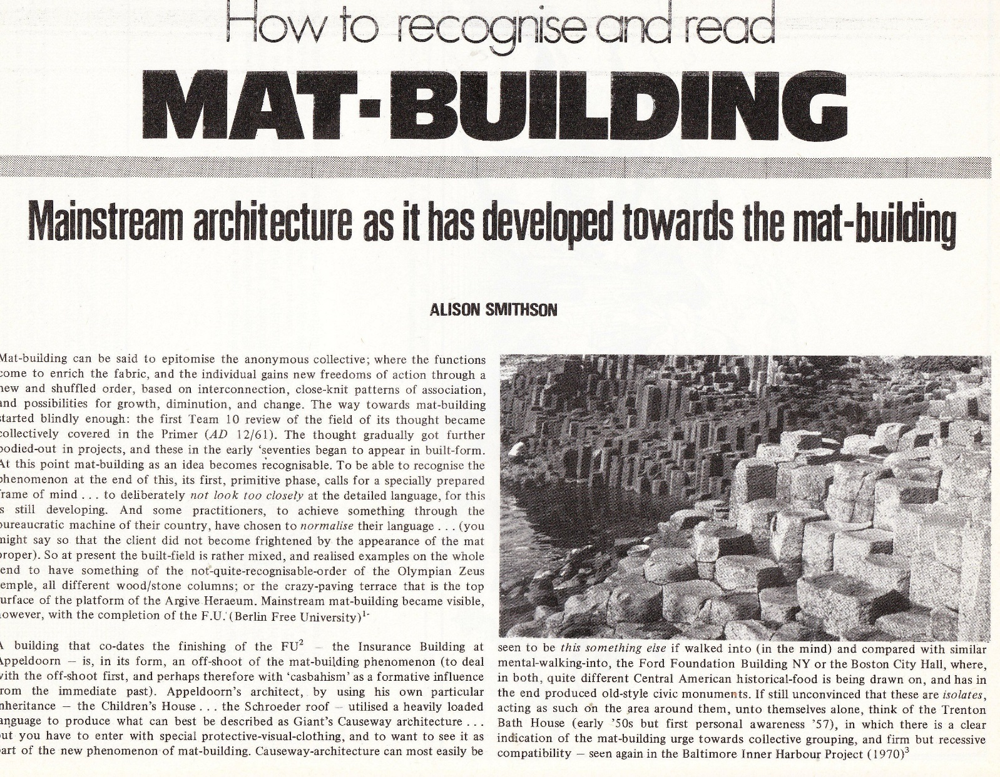 How to recognise and read
MAT-BUILDING
Mainstream architecture as it has developed towards the mat-building
ALISON SMITHSON
Mat-building can be said to epitomise the anonymous collective; where the functions
come to enrich the fabric, and the individual gains new freedoms of action through a
new and shuffled order, based on interconnection, close-knit patterns of association,
and possibilities for growth, diminution, and change. The way towards mat-building
started blindly enough: the first Team 10 review of the field of its thought became
collectively covered in the Primer (AD 12/61). The thought gradually got further
bodied-out in projects, and these in the early ‘seventies began to appear in built-form.
At this point mat-building as an idea becomes recognisable. To be able to recognise the
phenomenon at the end of this, its first, primitive phase, calls for a specially prepared
frame of mind . . . to deliberately not look too closely at the detailed language, for this
is still developing. And some practitioners, to achieve something through the
bureaucratic machine of their country, have chosen to normalise their language . . . (you
might say so that the client did not become frightened by the appearance of the mat
proper). So at present the built-field is rather mixed, and realised examples on the whole
tend to have something of the not-quite-recognisable-order of the Olympian Zeus
temple, all different wood/stone columns; or the crazy-paving terrace that is the top
surface of the platform of the Argive Heraeum. Mainstream mat-building became visible,
however, with the completion of the F.U. (Berlin Free University)1.
A building that co-dates the finishing of the FU2 – the Insurance Building at
Appeldoorn – is, in its form, an off-shoot of the mat-building phenomenon (to deal
with the off-shoot first, and perhaps therefore with ‘casbahism’ as a formative influence
from the immediate past). Appeldoorn’s architect, by using his own particular
inheritance – the Children’s House . . . the Schroeder roof – utilised a heavily loaded
language to produce what can best be described as Giant’s Causeway architecture . . .
but you have to enter with special protective-visual-clothing, and to want to see it as
part of the new phenomenon of mat-building. Causeway-architecture can most easily be
seen to be this something else if walked into (in the mind) and compared with similar
mental-walking-into, the Ford Foundation Building NY or the Boston City Hall, where,
in both, quite different Central American historical-food is being drawn on, and has in
the end produced old-style civic monuments. If still unconvinced that these are isolates,
acting as such on the area around them, unto themselves alone, think of the Trenton
Bath House (early ’50s but first personal awareness ’57), in which there is a clear
indication of the mat-building urge towards collective grouping, and firm but recessive
compatibility – seen again in the Baltimore Inner Harbour Project (1970)3